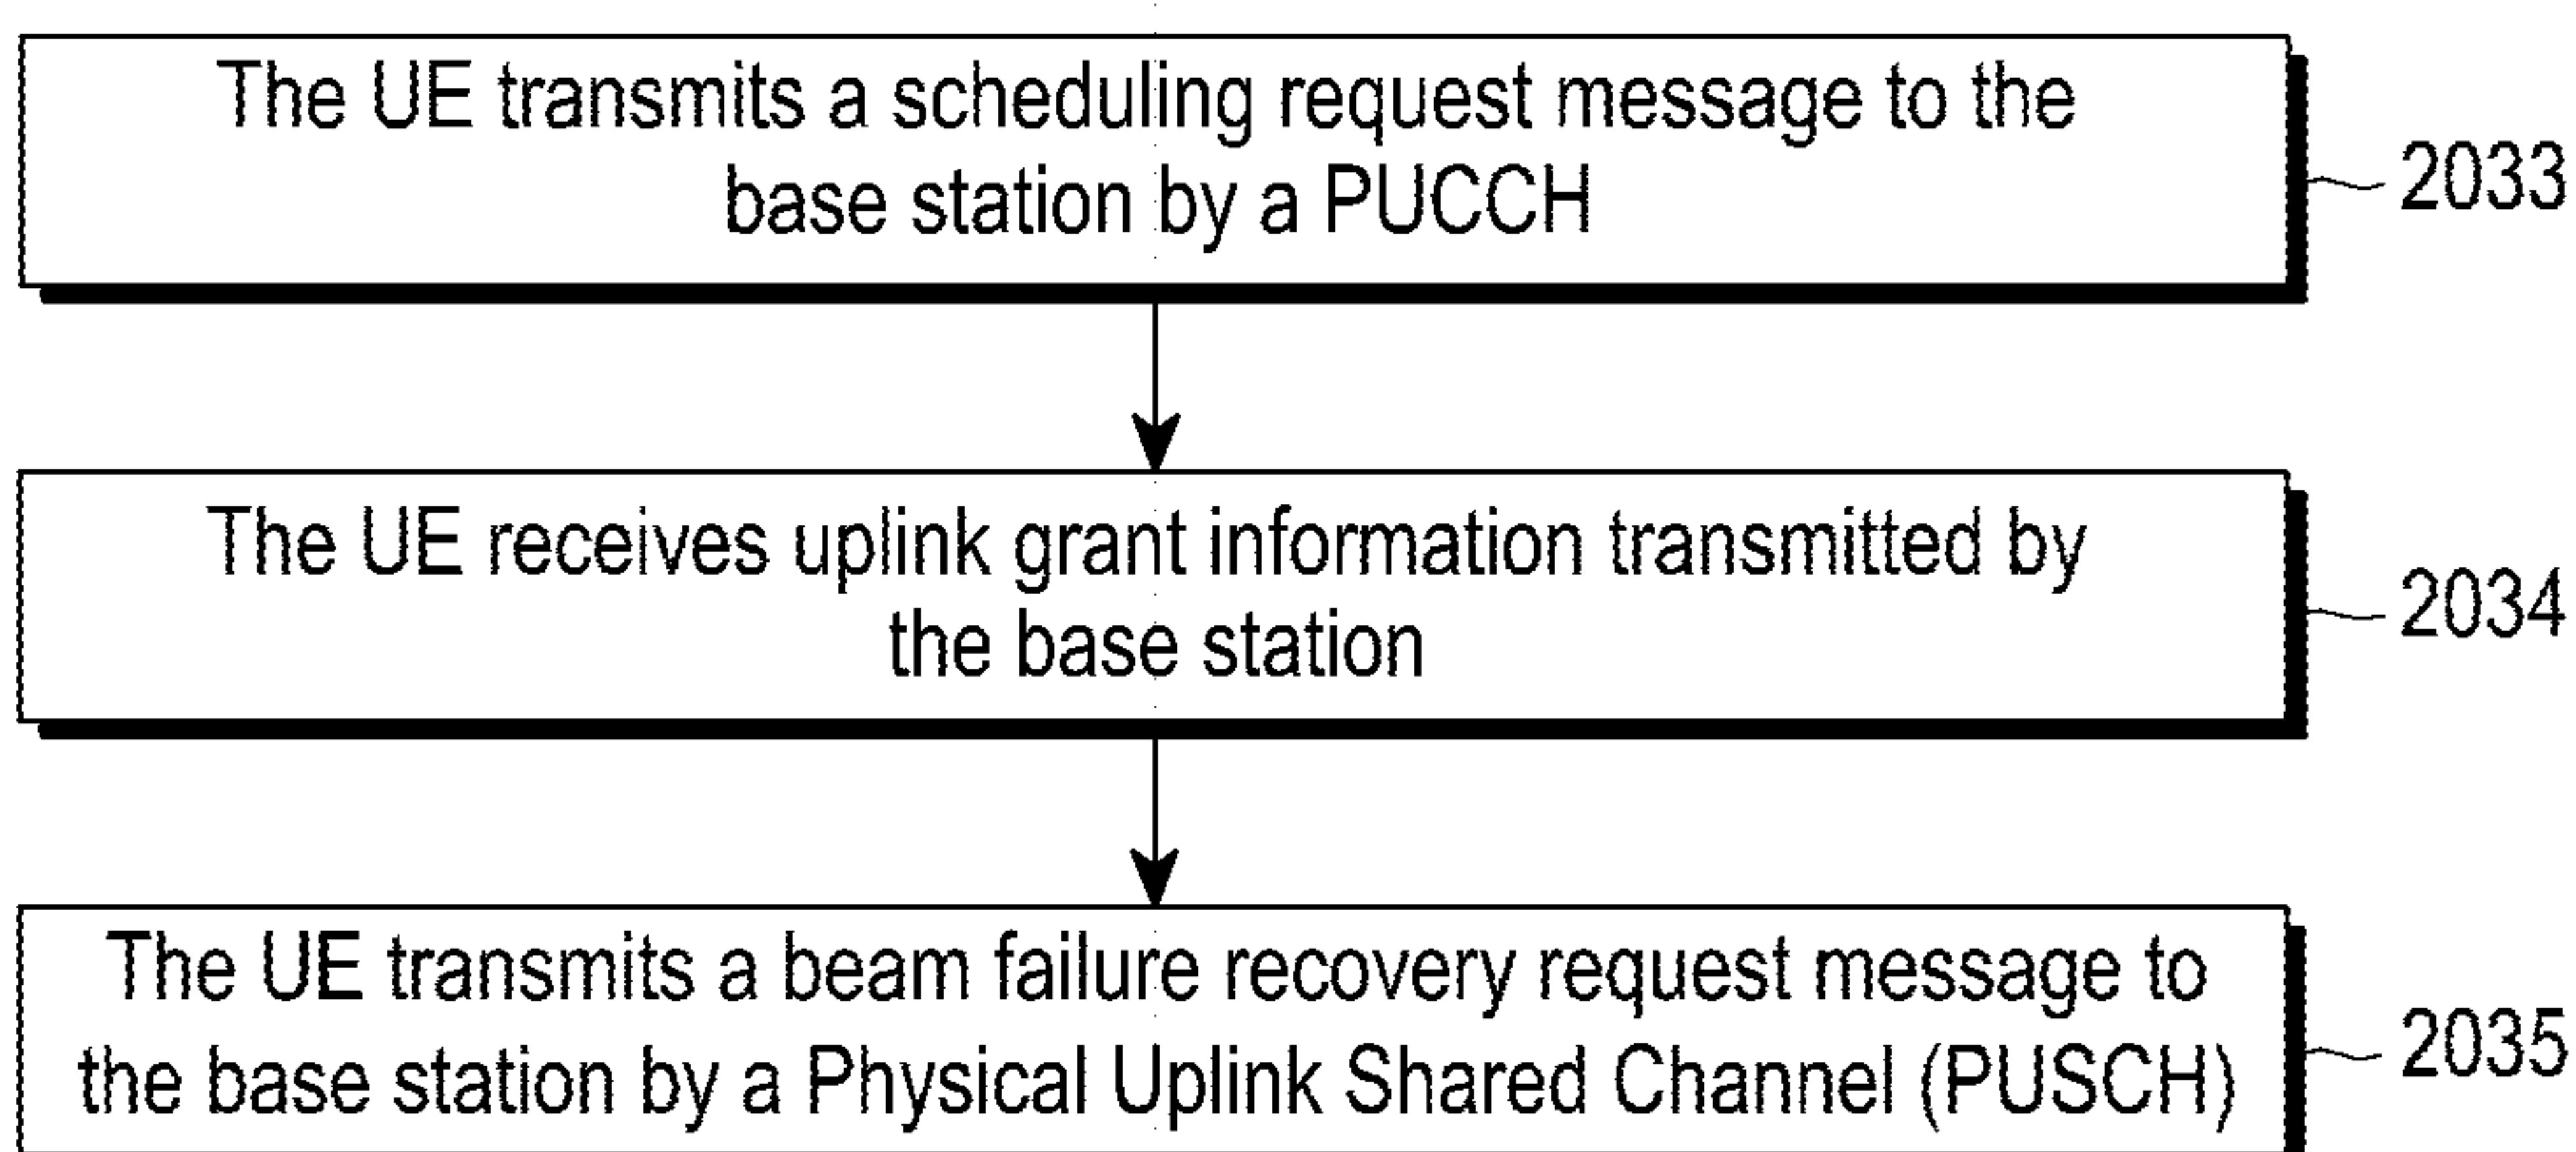 The UE transmits a scheduling request message to the
base station by a PUCCH
2033
The UE receives uplink grant information transmitted by
the base station
2034
The UE transmits a beam failure recovery request message to
the base station by a Physical Uplink Shared Channel (PUSCH)
2035